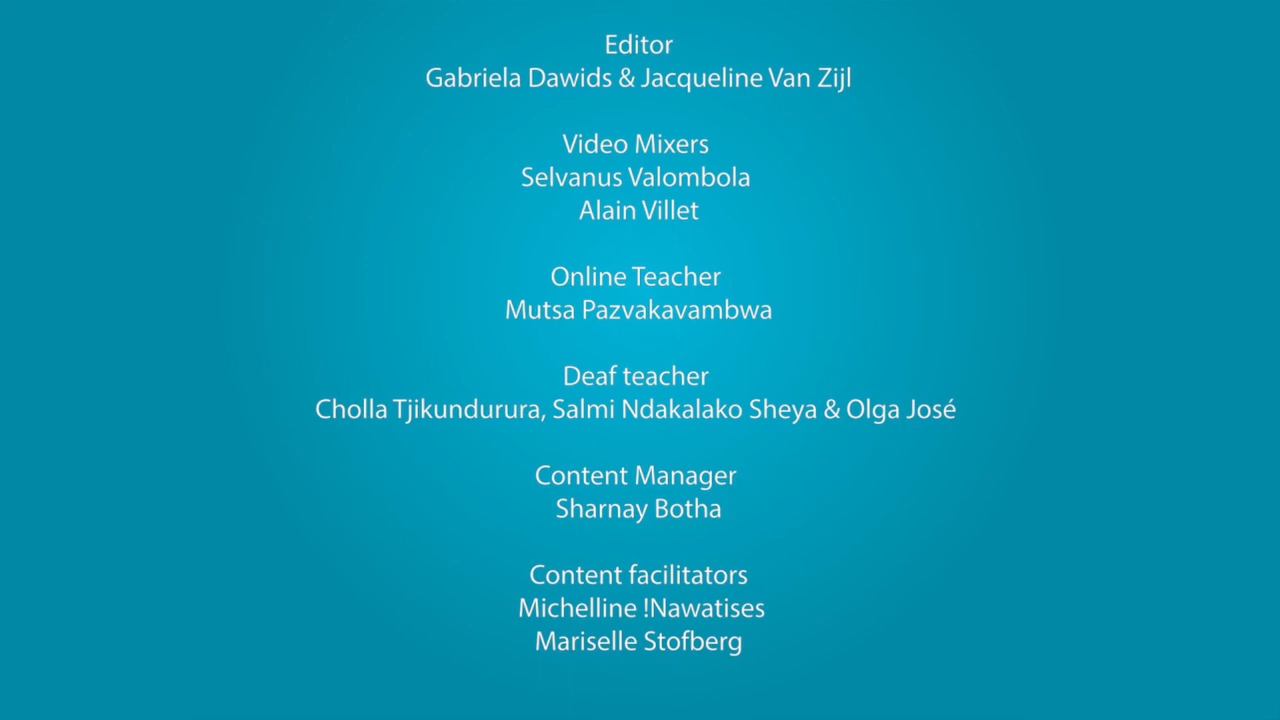 Editor
Gabriela Dawids & Jacqueline Van Zijl
Video Mixers
Selvanus Valombola
Alain Villet
Online Teacher
Mutsa Pazvakavambwa
Deaf teacher
Cholla Tjikundurura, Salmi Ndakalako Sheya & Olga José
Content Manager
Sharnay Botha
Content facilitators
Michelline !Nawatises
Mariselle Stofberg